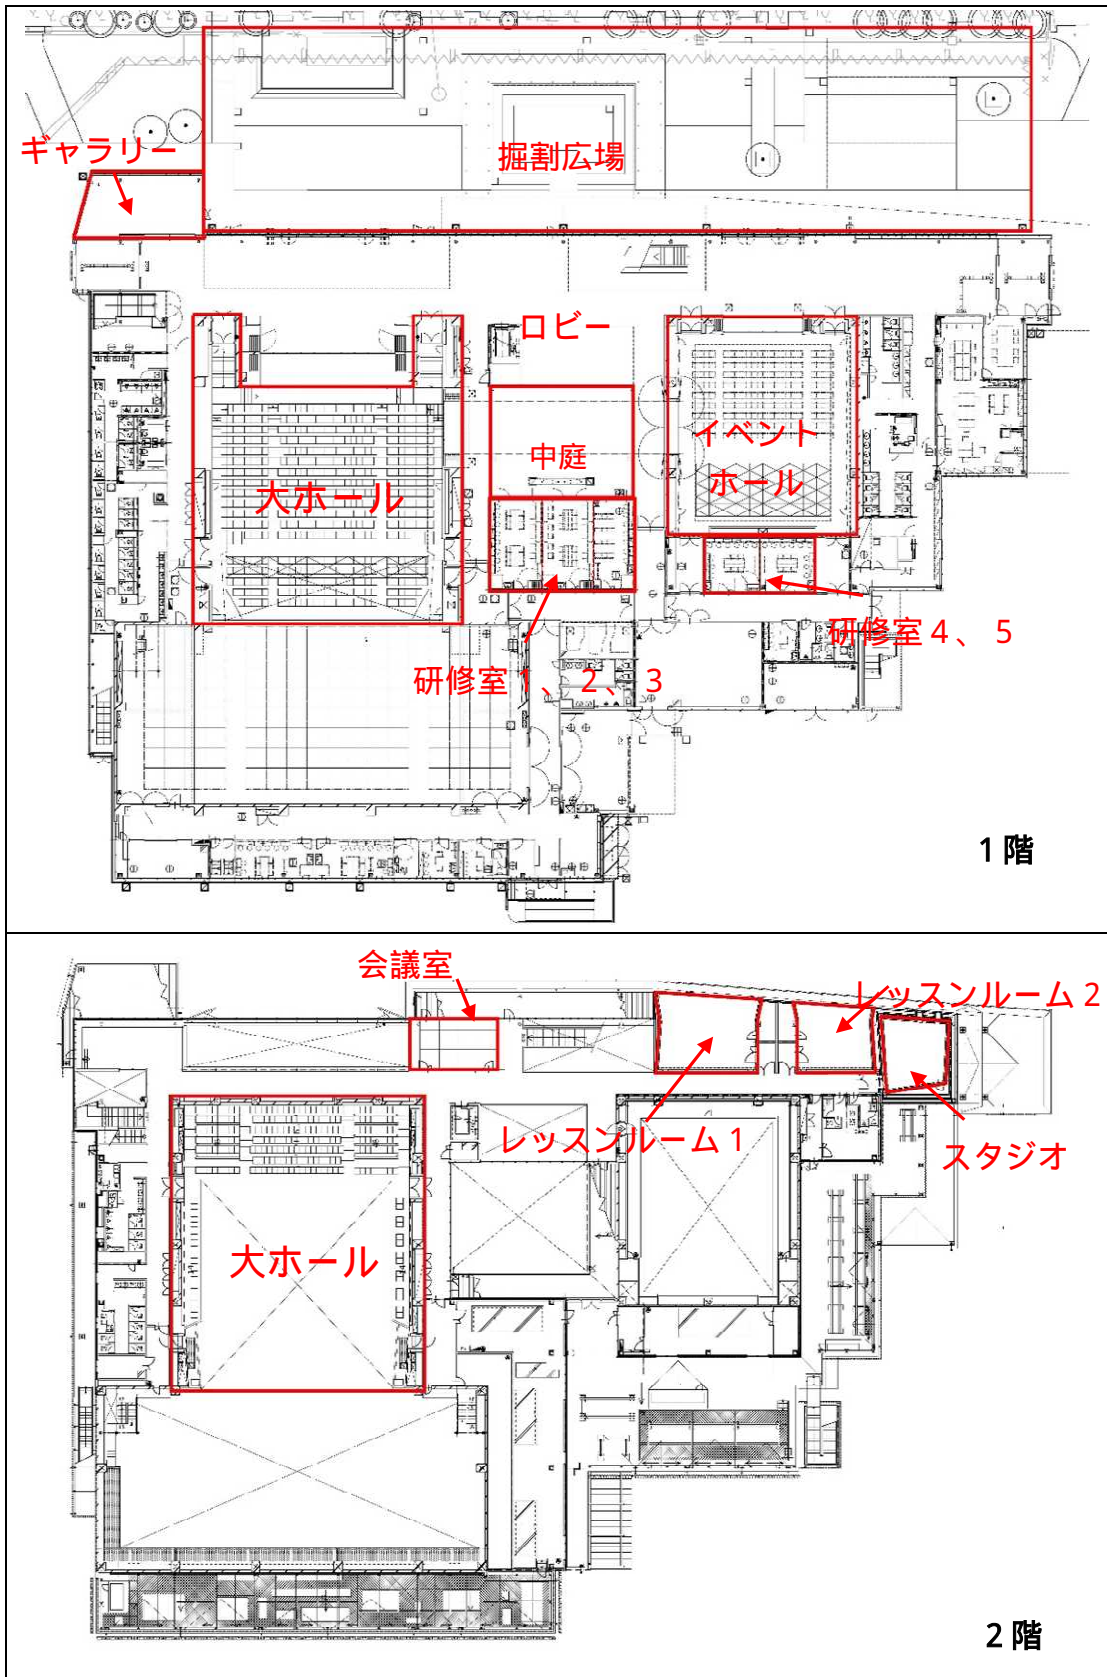 ギャラリー
掘割広場
ロビー
イベント
ホール
中庭
大ホール
研修室4、5
研修室1、2、3
1階
会議室
レッスンルーム2
レッスンルーム1
スタジオ
大ホール
2階